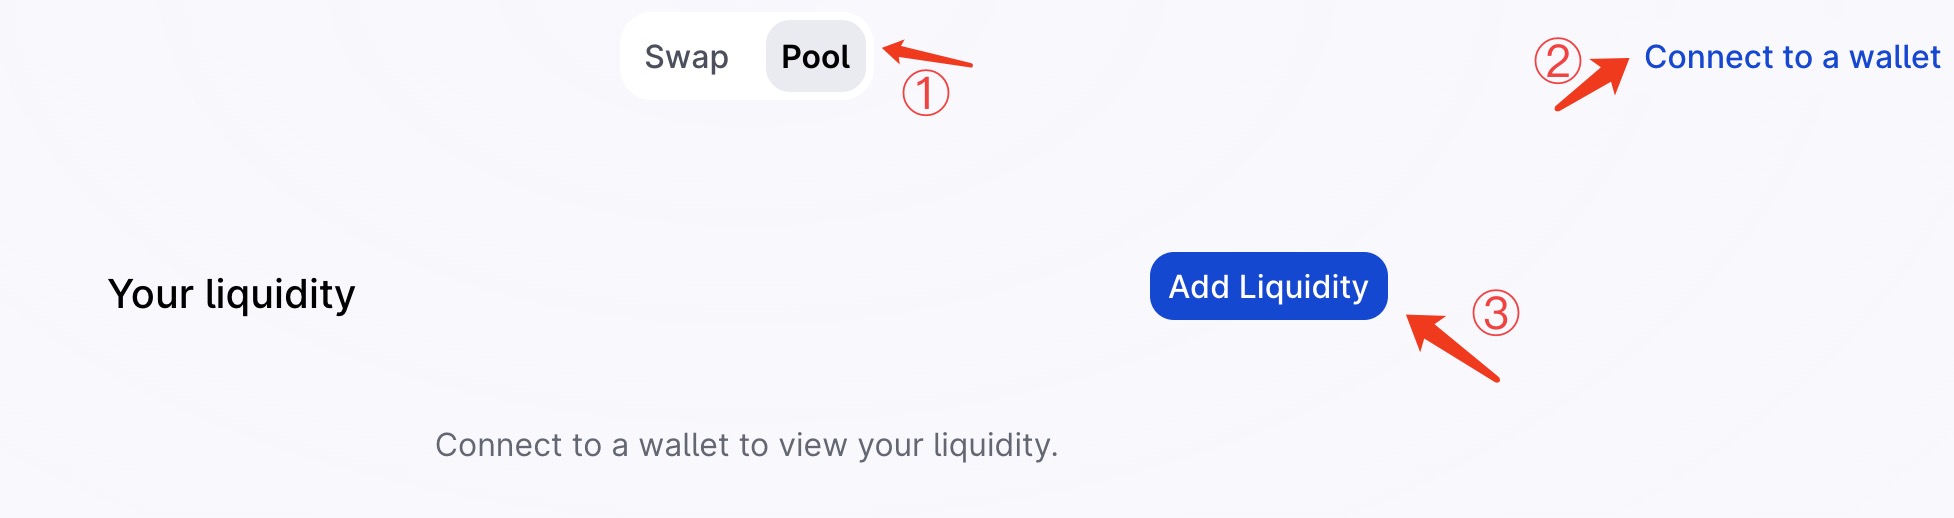 Swap Pool ① ② Connect to a wallet
Your liquidity Add Liquidity ③
Connect to a wallet to view your liquidity.